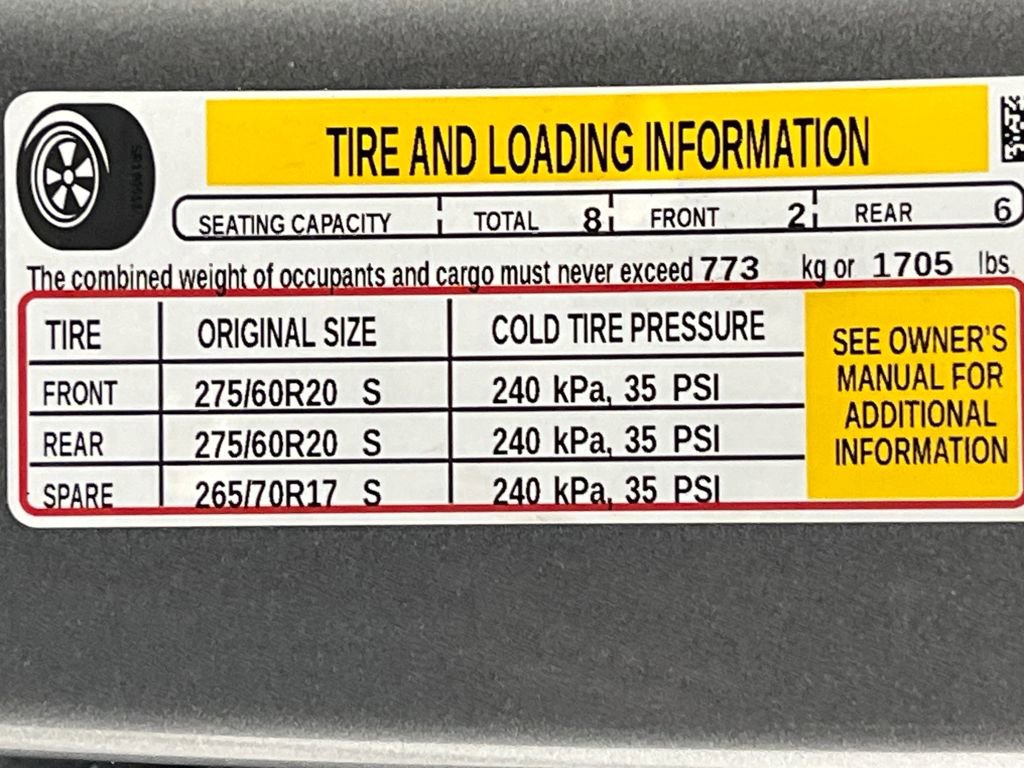 TIRE AND LOADING INFORMATION
SEATING CAPACITY TOTAL 8 FRONT 2 REAR 6
The combined weight of occupants and cargo must never exceed 773 kg or 1705 lbs.
TIRE ORIGINAL SIZE COLD TIRE PRESSURE
FRONT 275/60R20 S 240 kPa, 35 PSI
REAR 275/60R20 S 240 kPa, 35 PSI
SPARE 265/70R17 S 240 kPa, 35 PSI
SEE OWNER'S
MANUAL FOR
ADDITIONAL
INFORMATION